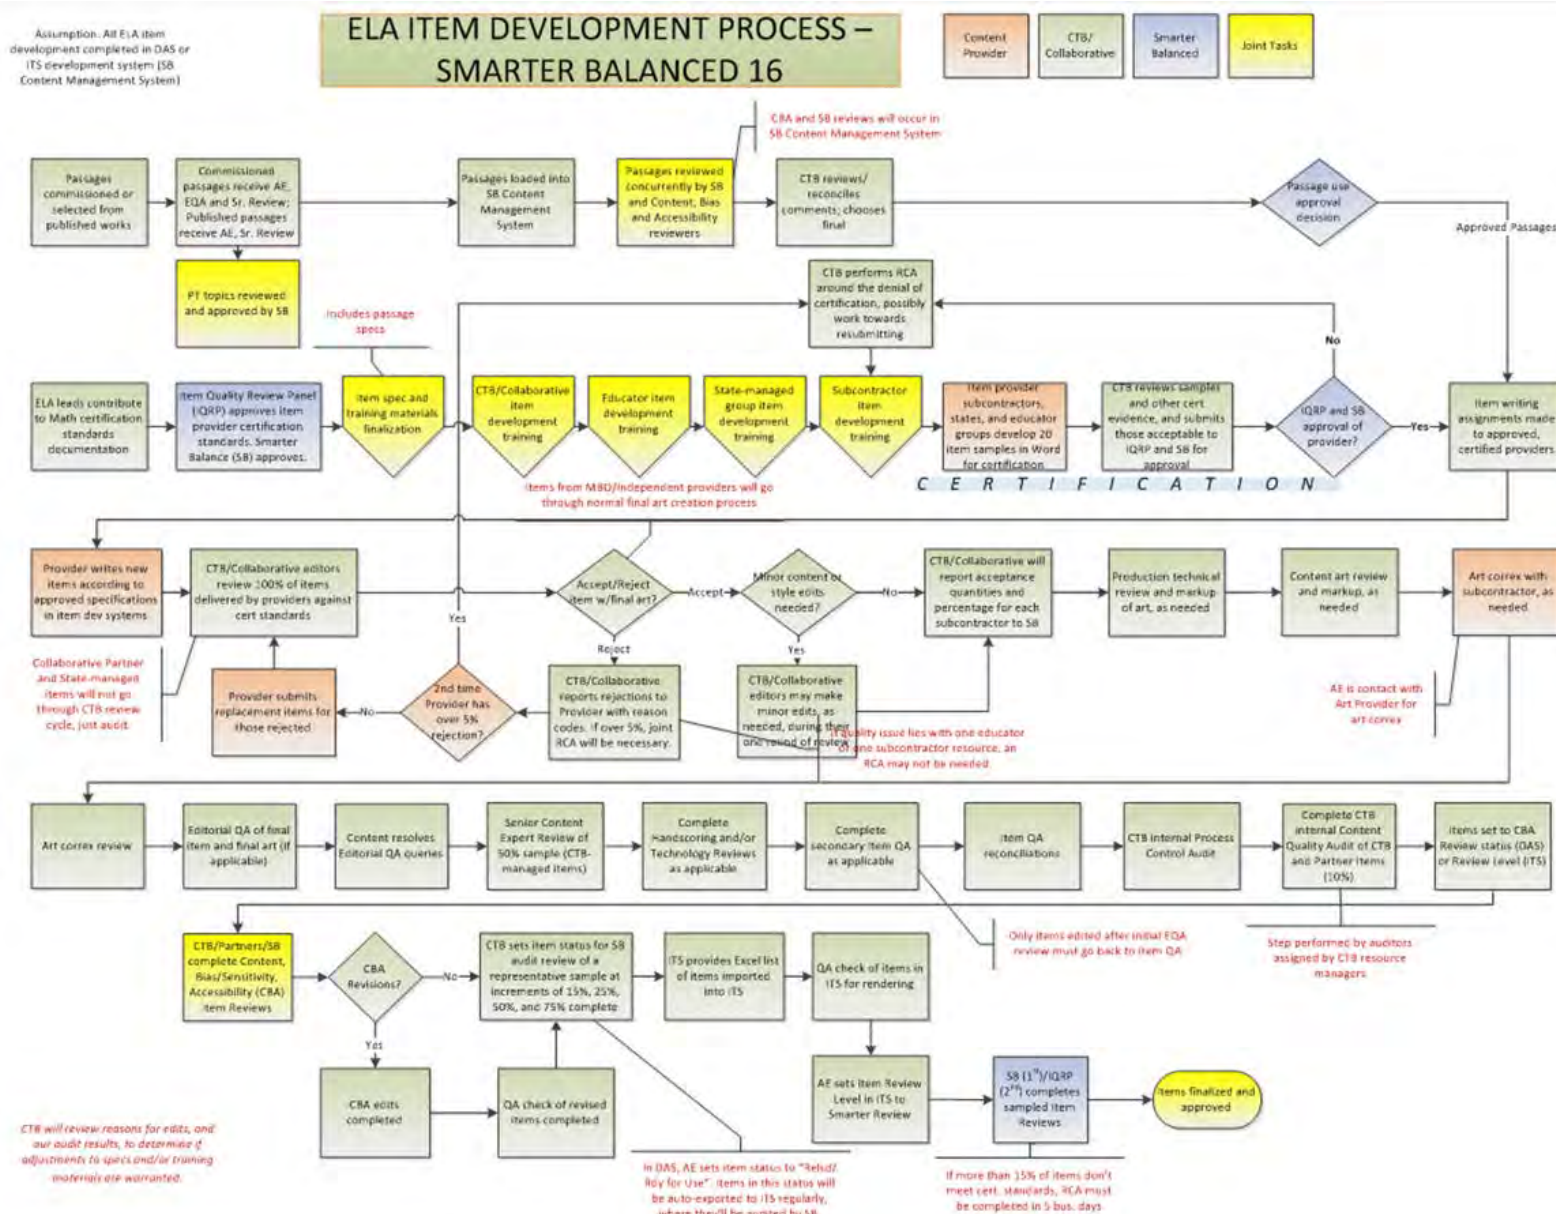 Assumption: All ELA item
development completed in DAS or
ITS development system (SB
Content Management System)
ELA ITEM DEVELOPMENT PROCESS –
SMARTER BALANCED 16
Content
Provider
CTB/
Collaborative
Smarter
Balanced
Joint Tasks
CBA and SB reviews will occur in
SB Content Management System
Passages
commissioned or
selected from
published works
Commissioned
passages receive AE,
EQA and Sr. Review;
Published passages
receive AE, Sr. Review
Passages loaded into
SB Content
Management
System
Passages reviewed
concurrently by SB
and Content, Bias
and Accessibility
reviewers
CTB reviews/
reconciles
comments; chooses
final
Passage use
approval
decision
Approved Passages
PT topics reviewed
and approved by SB
Includes passage
specs
CTB performs RCA
around the denial of
certification, possibly
work towards
resubmitting
No
ELA leads contribute
to Math certification
standards
documentation
Item Quality Review Panel
(IQRP) approves item
provider certification
standards. Smarter
Balance (SB) approves.
Item spec and
training materials
finalization
CTB/Collaborative
item
development
training
Educator item
development
training
State-managed
group item
development
training
Subcontractor
item
development
training
Item provider
subcontractors,
states, and educator
groups develop 20
item samples in Word
for certification
CTB reviews samples
and other cert
evidence, and submits
those acceptable to
IQRP and SB for
approval
IQRP and SB
approval of
provider?
Yes
Item writing
assignments made
to approved,
certified providers
CERTIFICATION
Items from MBD/independent providers will go
through normal final art creation process
Provider writes new
items according to
approved specifications
in item dev systems
CTB/Collaborative editors
review 100% of items
delivered by providers against
cert standards
Accept/Reject
item w/final art?
Accept
Minor content or
style edits
needed?
No
CTB/Collaborative will
report acceptance
quantities and
percentage for each
subcontractor to SB
Production technical
review and markup
of art, as needed
Content art review
and markup, as
needed
Art correx with
subcontractor, as
needed
Yes
Reject
Yes
Collaborative Partner
and State-managed
items will not go
through CTB review
cycle, just audit.
Provider submits
replacement items for
those rejected
No
2nd time
Provider has
over 5%
rejection?
CTB/Collaborative
reports rejections to
Provider with reason
codes. If over 5%, joint
RCA will be necessary.
CTB/Collaborative
editors may make
minor edits, as
needed, during their
one round of review
If quality issue lies with one educator
or one subcontractor resource, an
RCA may not be needed
AE is contact with
Art Provider for
art correx
Art correx review
Editorial QA of final
item and final art (if
applicable)
Content resolves
Editorial QA queries
Senior Content
Expert Review of
50% sample (CTB-
managed items)
Complete
Handscoring and/or
Technology Reviews
as applicable
Complete
secondary Item QA
as applicable
Item QA
reconciliations
CTB Internal Process
Control Audit
Complete CTB
internal Content
Quality Audit of CTB
and Partner Items
(10%)
Items set to CBA
Review status (DAS)
or Review Level (ITS)
CTB/Partners/SB
complete Content,
Bias/Sensitivity,
Accessibility (CBA)
Item Reviews
CBA
Revisions?
No
CTB sets item status for SB
audit review of a
representative sample at
increments of 15%, 25%,
50%, and 75% complete
ITS provides Excel list
of items imported
into ITS
QA check of items in
ITS for rendering
Only items edited after initial EQA
review must go back to Item QA
Step performed by auditors
assigned by CTB resource
managers
Yes
CBA edits
completed
QA check of revised
items completed
AE sets Item Review
Level in ITS to
Smarter Review
SB (1st)/IQRP
(2nd) completes
sampled Item
Reviews
Items finalized and
approved
CTB will review reasons for edits, and
our audit results, to determine if
adjustments to specs and/or training
materials are warranted.
In DAS, AE sets item status to "Relsd/
Rdy for Use". Items in this status will
be auto-exported to ITS regularly,
where they'll be audited by SB
If more than 15% of items don't
meet cert. standards, RCA must
be completed in 5 bus. days